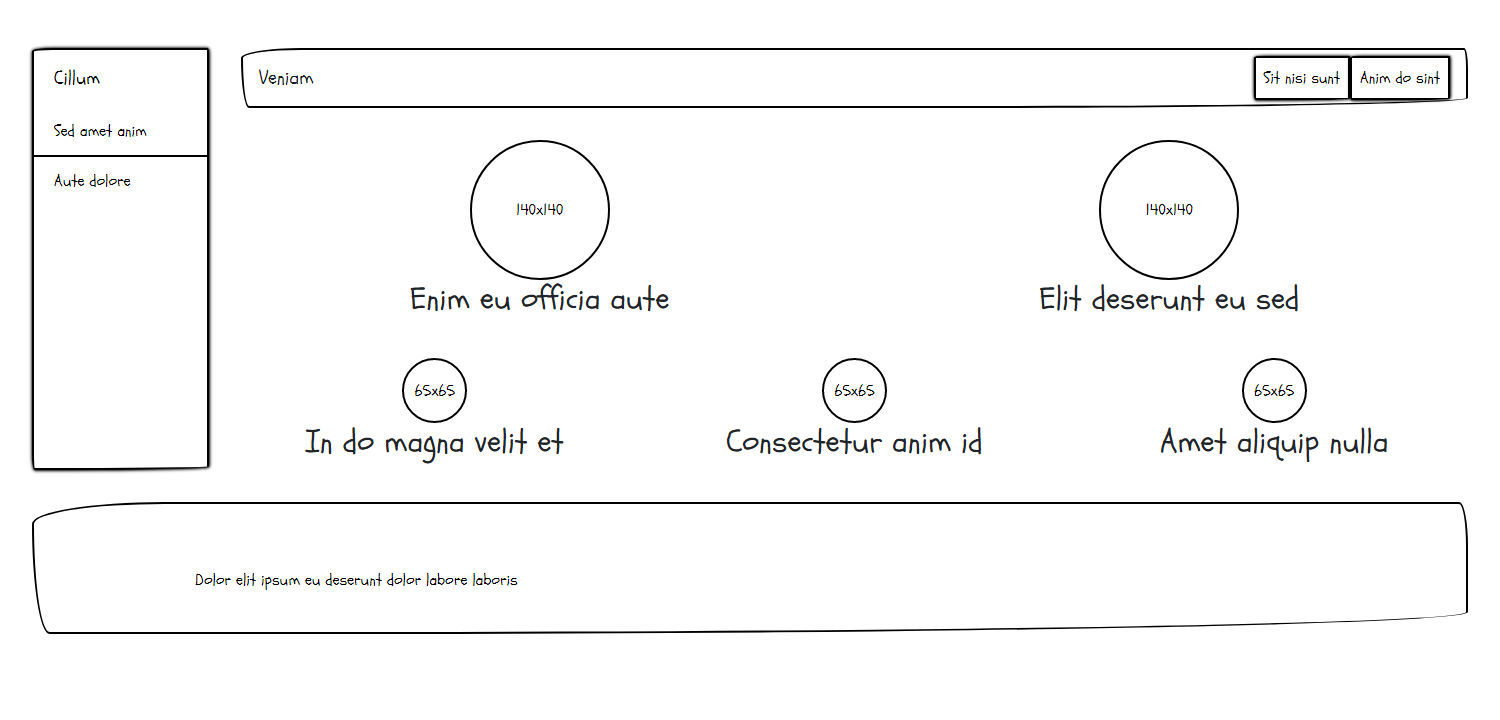 Cillum
Sed amet anim
Aute dolore
Veniam
Sit nisi sunt
Anim do sint
140x140
Enim eu officia aute
140x140
Elit deserunt eu sed
65x65
In do magna velit et
65x65
Consectetur anim id
65x65
Amet aliquip nulla
Dolor elit ipsum eu deserunt dolor labore laboris